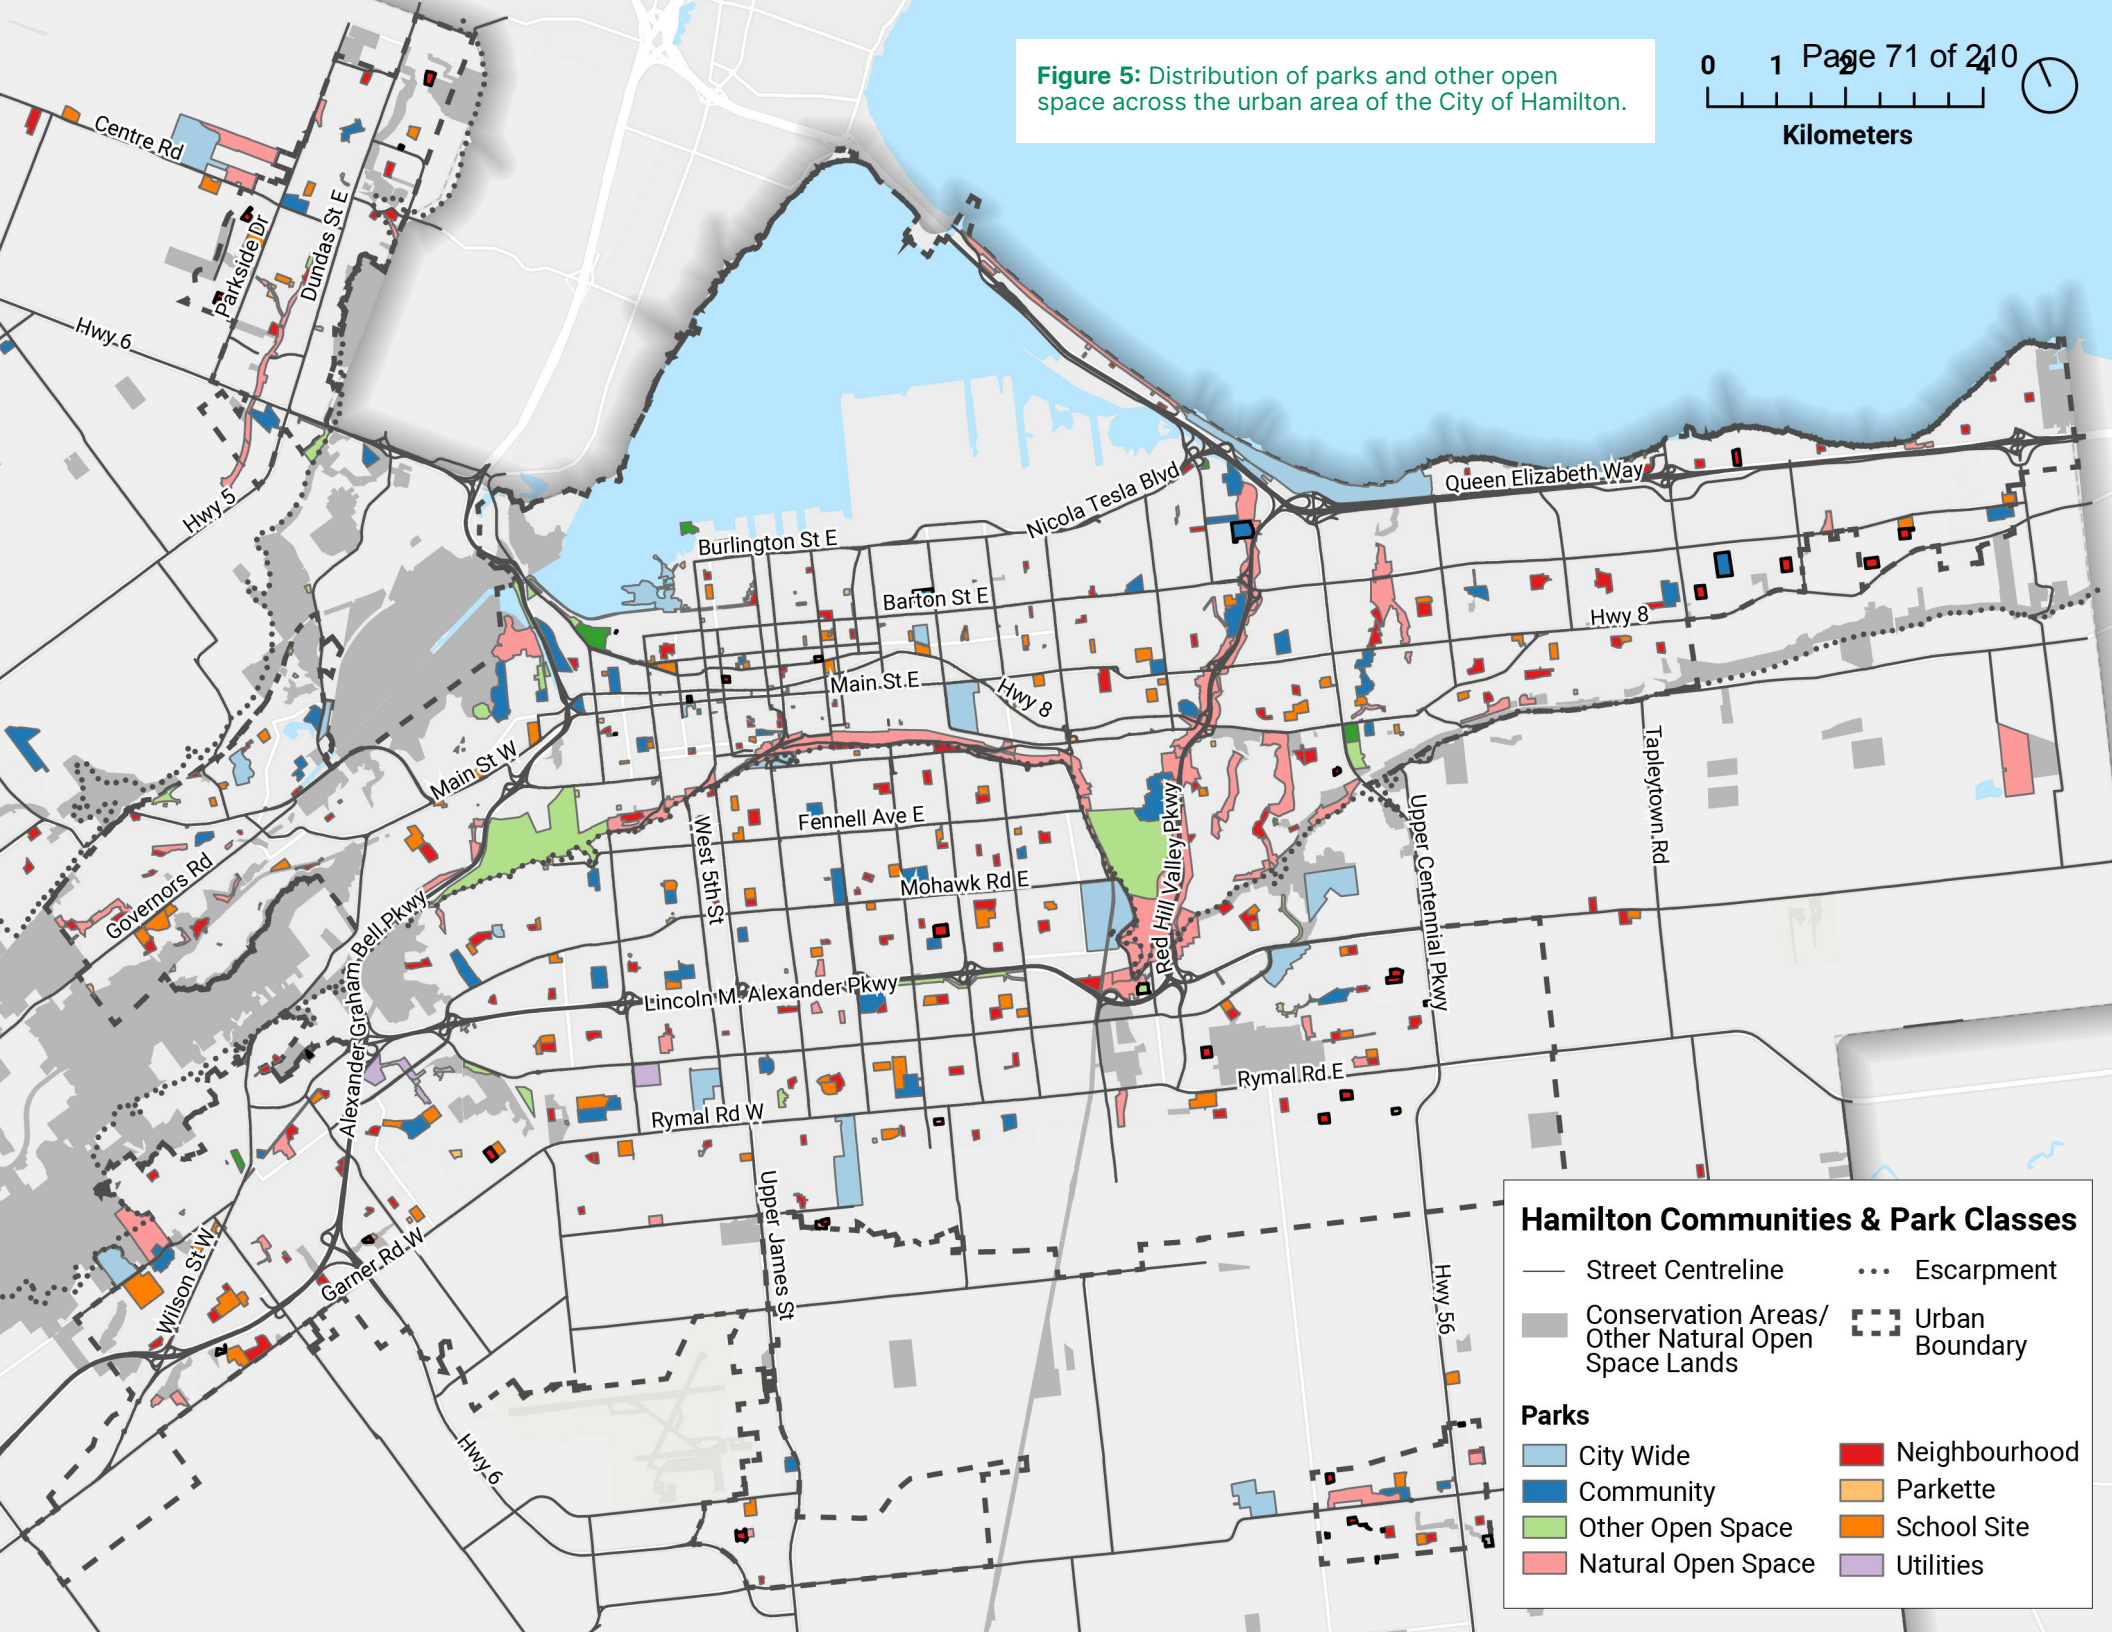 Figure 5: Distribution of parks and other open
space across the urban area of the City of Hamilton.
Page 71 of 210
0 1 2 4
Kilometers
Centre Rd
Parkside Dr
Dundas St E
Hwy 6
Hwy 5
Nicola Tesla Blvd
Queen Elizabeth Way
Burlington St E
Barton St E
Hwy 8
Main St E
Hwy 8
Main St W
Tapleytown Rd
Upper Centennial Pkwy
Fennell Ave E
West 5th St
Governors Rd
Mohawk Rd E
Red Hill Valley Pkwy
Alexander Graham Bell Pkwy
Lincoln M. Alexander Pkwy
Rymal Rd E
Rymal Rd W
Upper James St
Wilson St W
Garner Rd W
Hwy 56
Hwy 6
Hamilton Communities & Park Classes
Street Centreline
Escarpment
Conservation Areas/
Other Natural Open
Space Lands
Urban
Boundary
Parks
City Wide
Community
Other Open Space
Natural Open Space
Neighbourhood
Parkette
School Site
Utilities